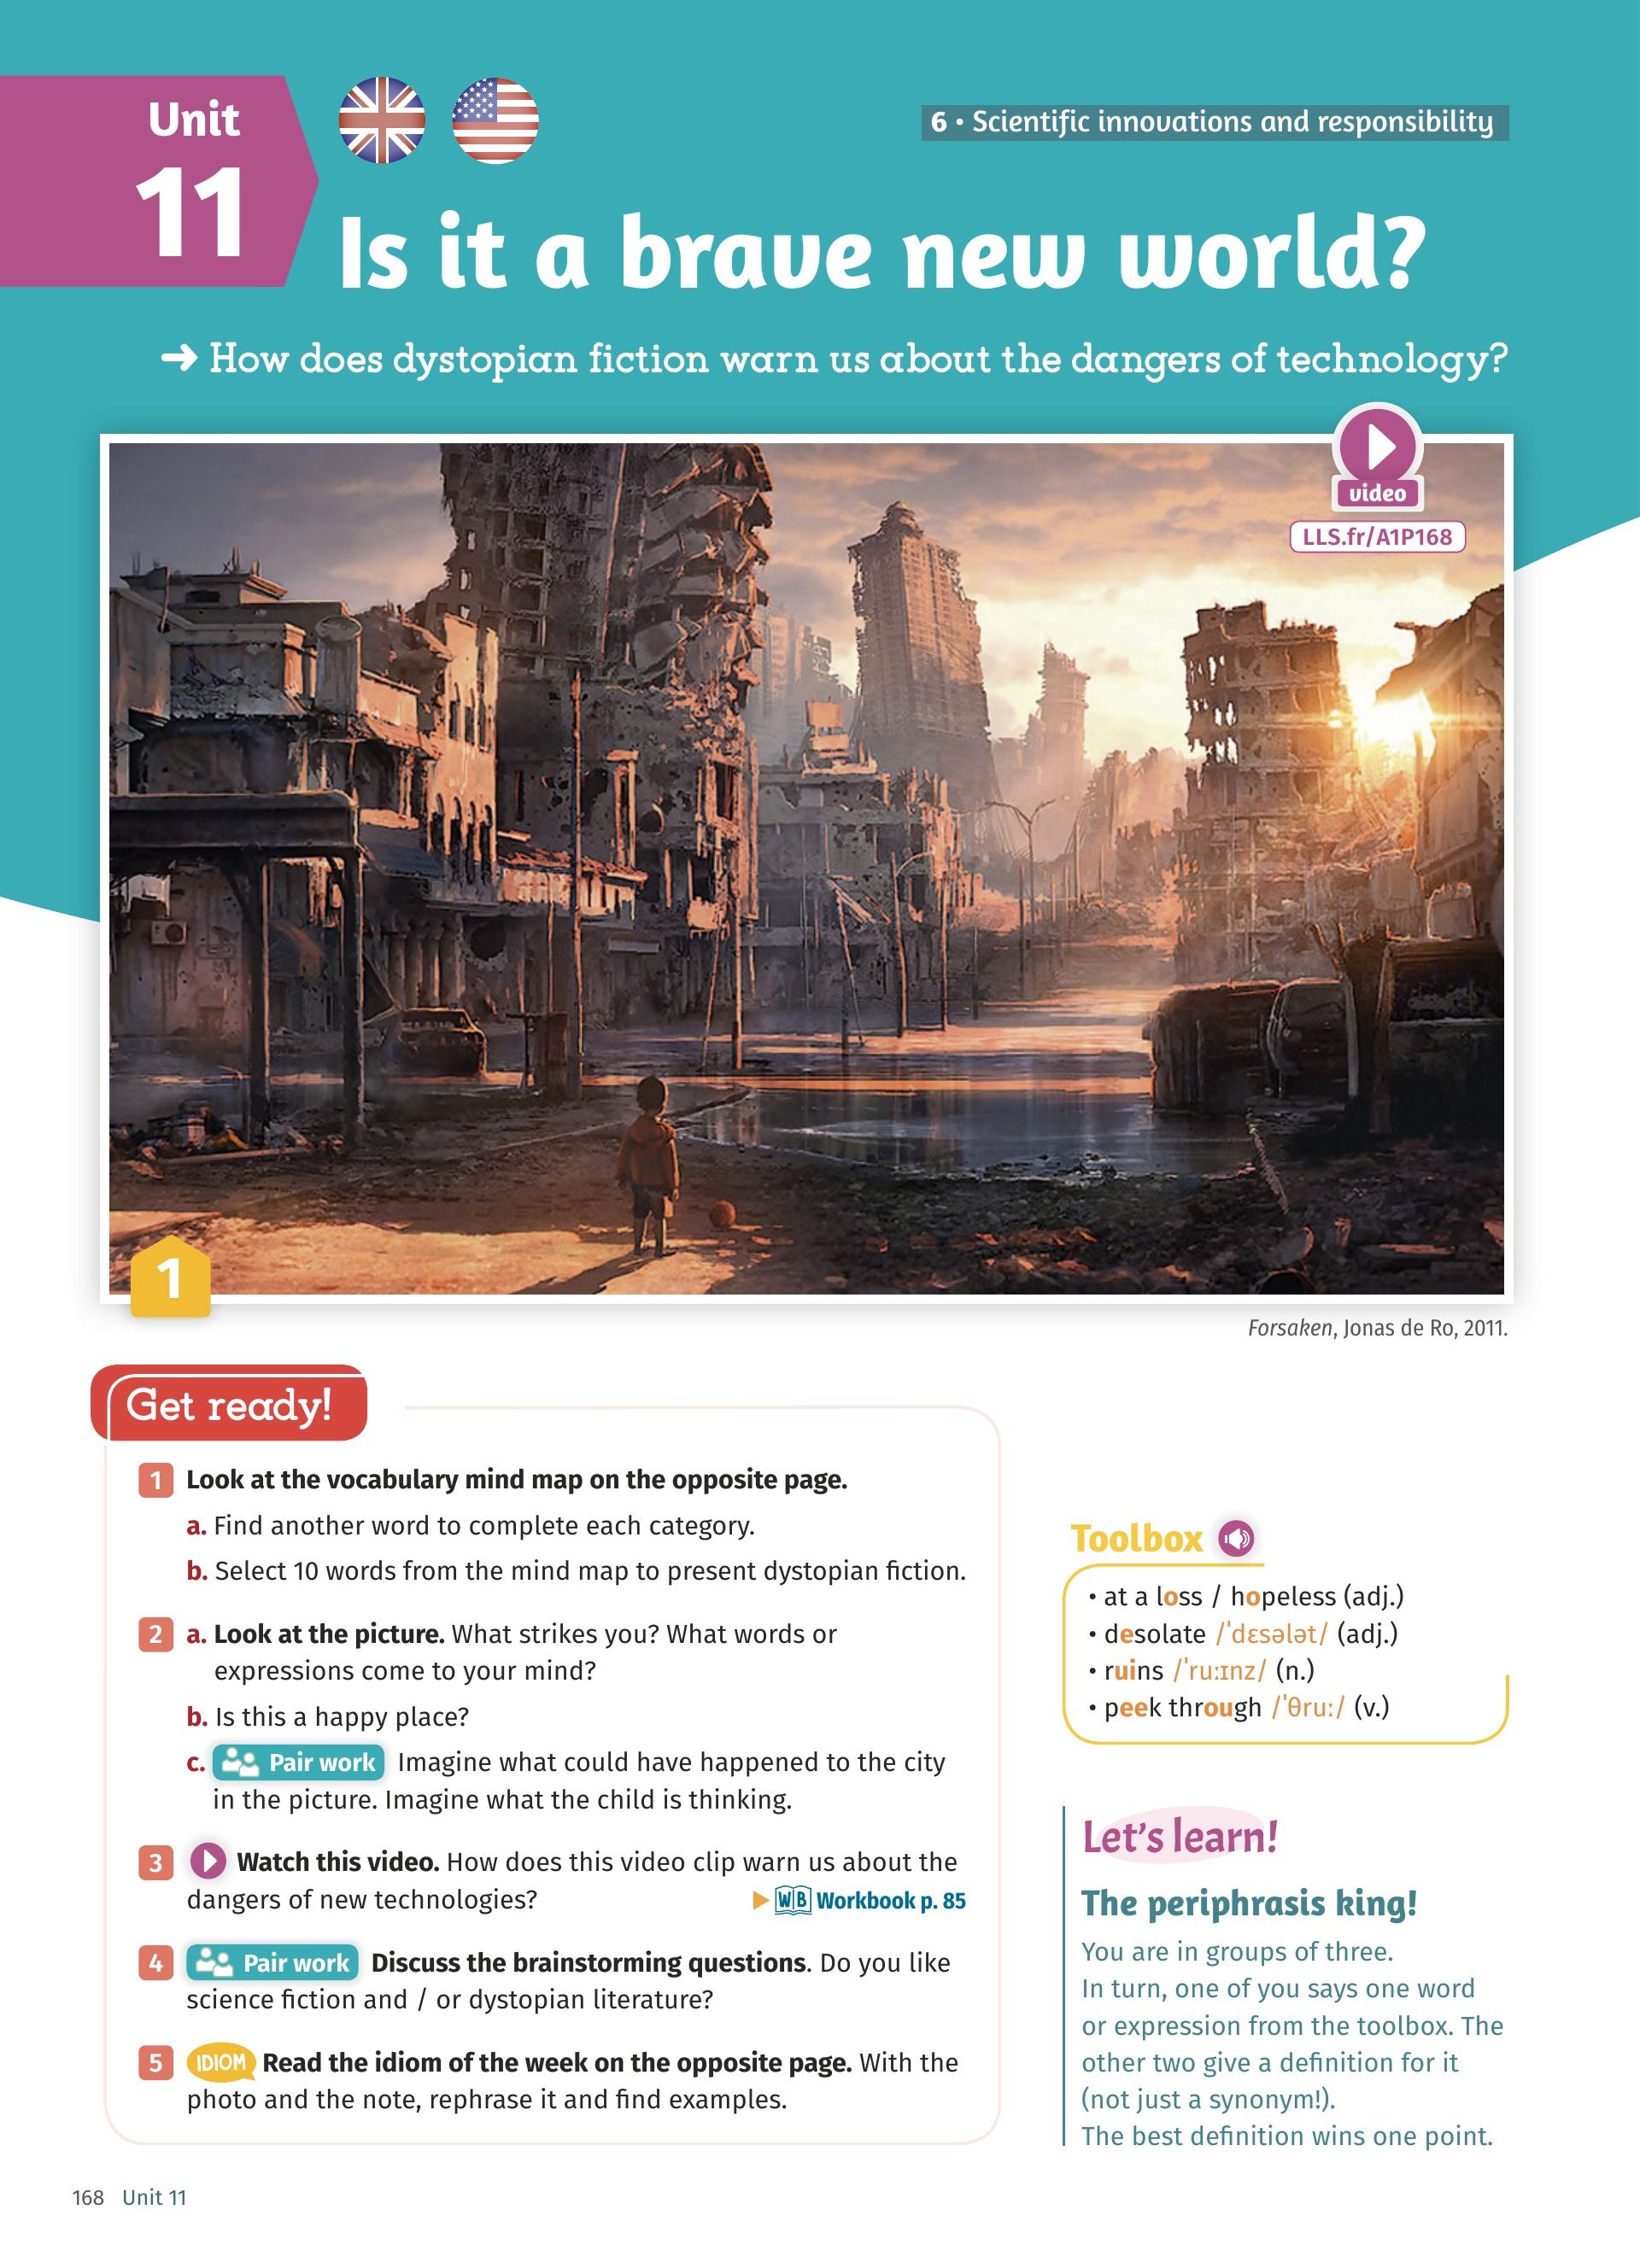 Unit
11
6 • Scientific innovations and responsibility
Is it a brave new world?
➔ How does dystopian fiction warn us about the dangers of technology?
video
LLS.fr/A1P168
1
Forsaken, Jonas de Ro, 2011.
Get ready!
1 Look at the vocabulary mind map on the opposite page.
a. Find another word to complete each category.
b. Select 10 words from the mind map to present dystopian fiction.
2 a. Look at the picture. What strikes you? What words or
expressions come to your mind?
b. Is this a happy place?
c. Pair work Imagine what could have happened to the city
in the picture. Imagine what the child is thinking.
3 Watch this video. How does this video clip warn us about the
dangers of new technologies? ▶ WB Workbook p. 85
4 Pair work Discuss the brainstorming questions. Do you like
science fiction and / or dystopian literature?
5 IDIOM Read the idiom of the week on the opposite page. With the
photo and the note, rephrase it and find examples.
Toolbox
• at a loss / hopeless (adj.)
• desolate /ˈdɛsələt/ (adj.)
• ruins /ˈruːɪnz/ (n.)
• peek through /ˈθruː/ (v.)
Let's learn!
The periphrasis king!
You are in groups of three.
In turn, one of you says one word
or expression from the toolbox. The
other two give a definition for it
(not just a synonym!).
The best definition wins one point.
168 Unit 11